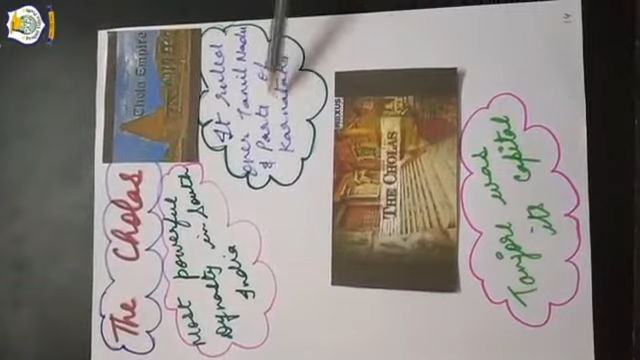 The Cholas
Chola Empire
Most powerful
Dynasty in South
India
It ruled
over Tamil Nadu
& Parts of
Karnataka
THE CHOLAS
Tanjore was
its capital